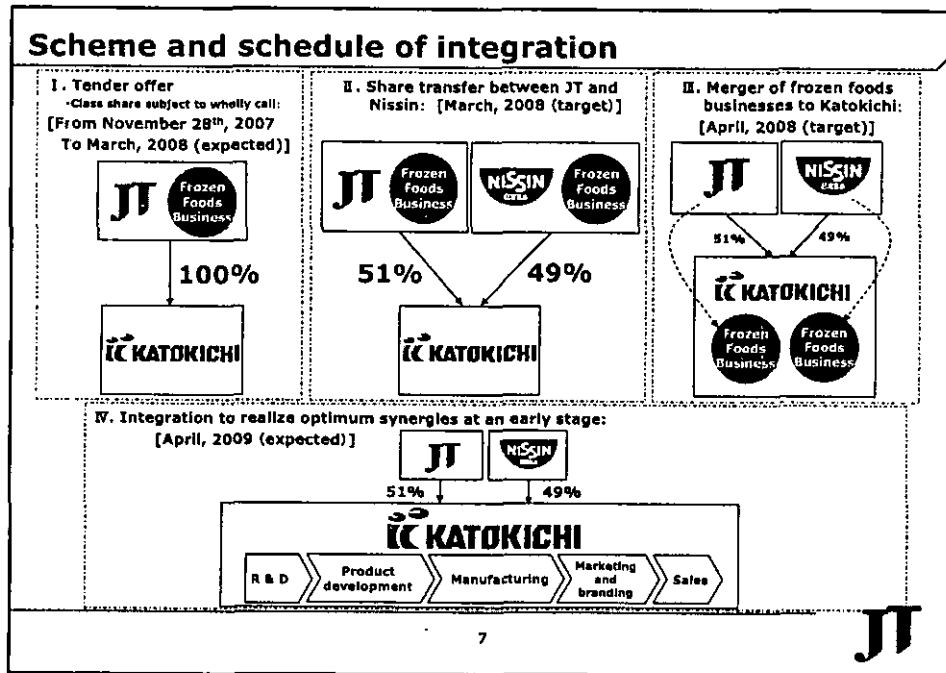 Scheme and schedule of integration
I. Tender offer
-Class share subject to wholly call:
[From November 28th, 2007
To March, 2008 (expected)]
JT
Frozen
Foods
Business
100%
KATOKICHI
II. Share transfer between JT and
Nissin: [March, 2008 (target)]
JT
Frozen
Foods
Business
NISSIN
Frozen
Foods
Business
51%
49%
KATOKICHI
III. Merger of frozen foods
businesses to Katokichi:
[April, 2008 (target)]
JT
NISSIN
51%
49%
KATOKICHI
Frozen
Foods
Business
Frozen
Foods
Business
IV. Integration to realize optimum synergies at an early stage:
[April, 2009 (expected)]
JT
NISSIN
51%
49%
KATOKICHI
R & D
Product
development
Manufacturing
Marketing
and
branding
Sales
7
JT